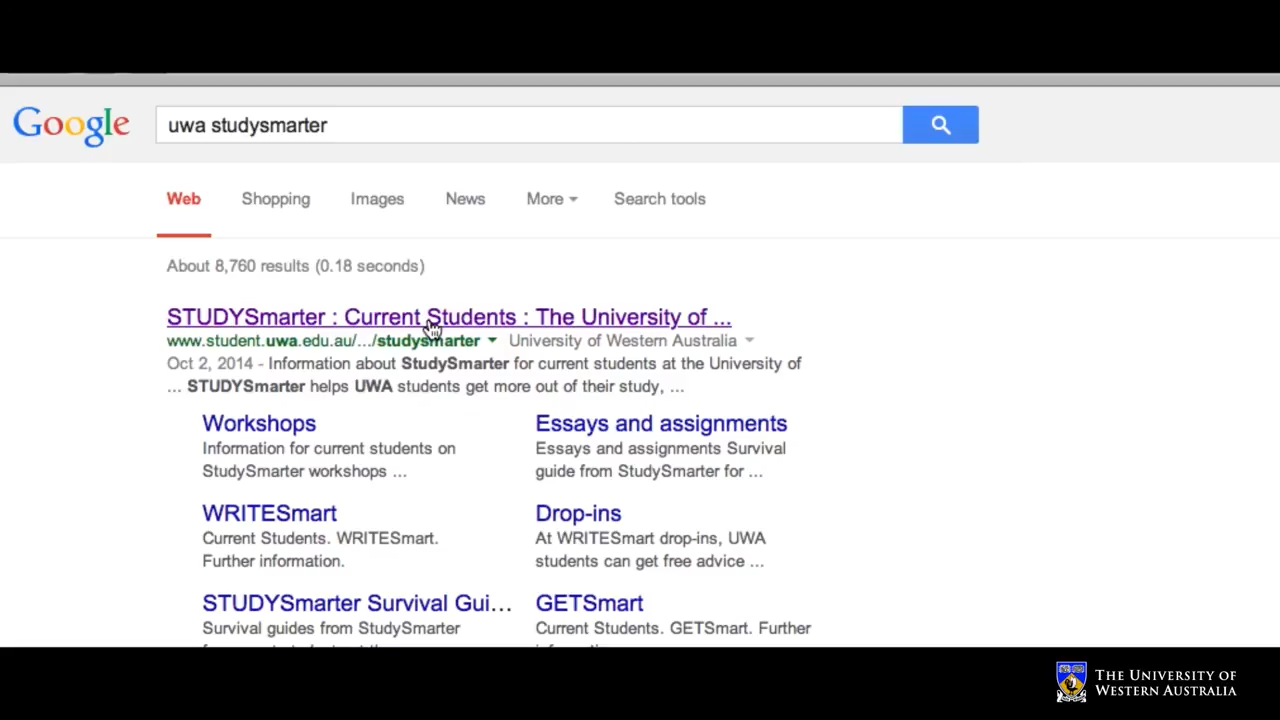 Google
uwa studysmarter
Web Shopping Images News More Search tools
About 8,760 results (0.18 seconds)
STUDYSmarter : Current Students : The University of ...
www.student.uwa.edu.au/.../studysmarter University of Western Australia
Oct 2, 2014 - Information about StudySmarter for current students at the University of
... STUDYSmarter helps UWA students get more out of their study, ...
Workshops
Information for current students on
StudySmarter workshops ...
Essays and assignments
Essays and assignments Survival
guide from StudySmarter for ...
WRITESmart
Current Students. WRITESmart.
Further information.
Drop-ins
At WRITESmart drop-ins, UWA
students can get free advice ...
STUDYSmarter Survival Gui...
Survival guides from StudySmarter
GETSmart
Current Students. GETSmart. Further
THE UNIVERSITY OF
WESTERN AUSTRALIA